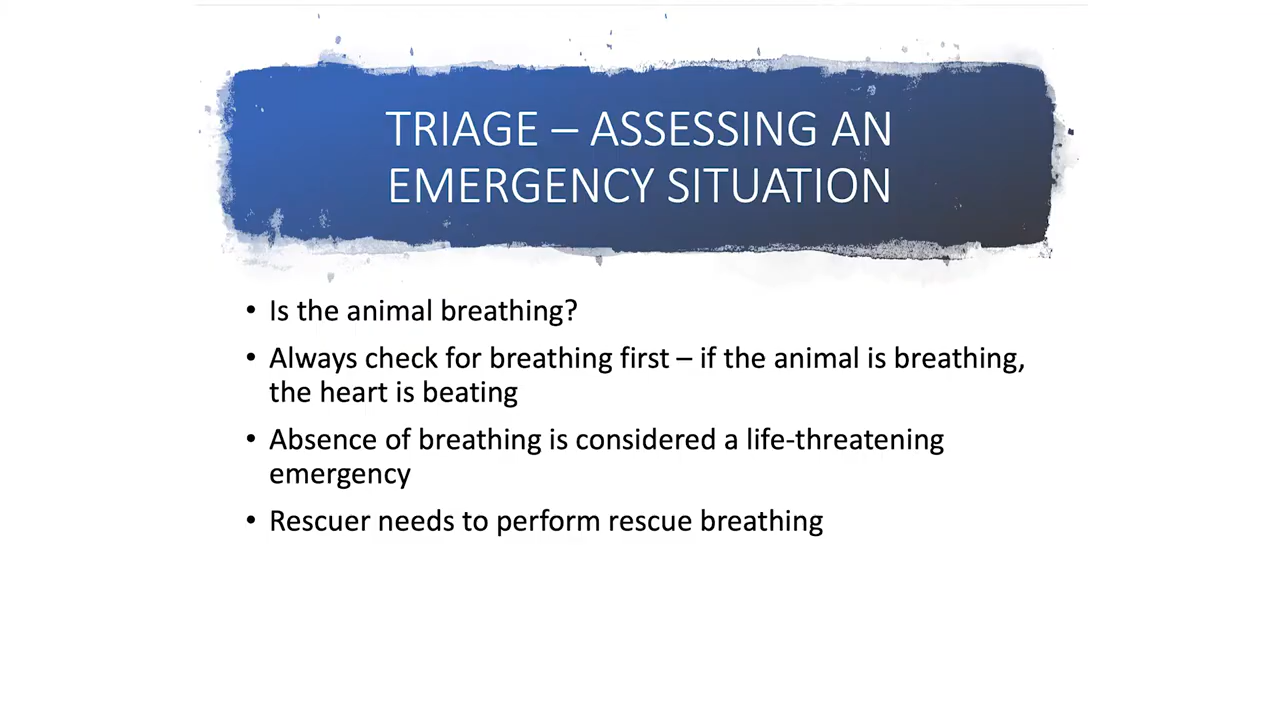 TRIAGE – ASSESSING AN
EMERGENCY SITUATION
• Is the animal breathing?
• Always check for breathing first – if the animal is breathing,
the heart is beating
• Absence of breathing is considered a life-threatening
emergency
• Rescuer needs to perform rescue breathing